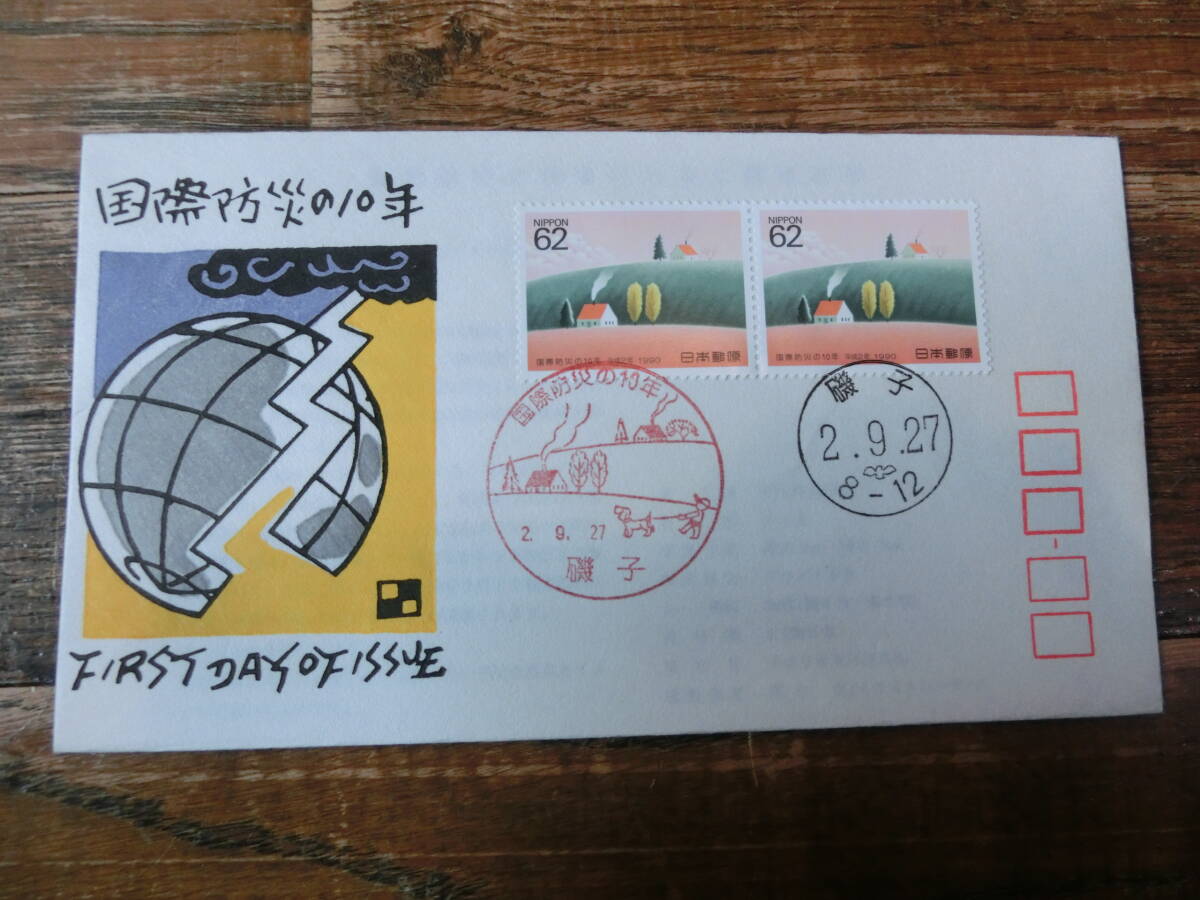 国際防災の10年
FIRST DAY OF ISSUE
NIPPON
62
国際防災の10年 平成2年 1990 日本郵便
NIPPON
62
国際防災の10年 平成2年 1990 日本郵便
国際防災の10年
2. 9. 27
磯 子
磯 子
2.9.27
8-12